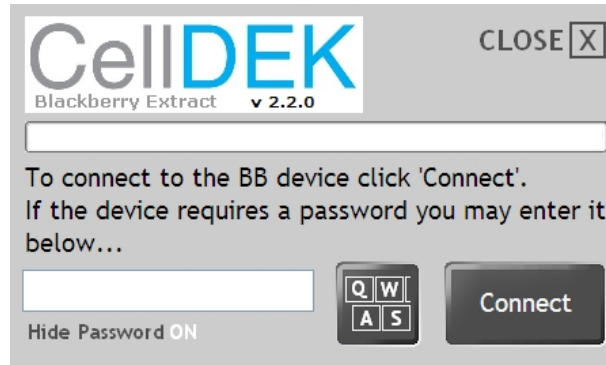 CellDEK
CLOSE X
Blackberry Extract v 2.2.0
To connect to the BB device click 'Connect'.
If the device requires a password you may enter it
below...
Q W
A S
Connect
Hide Password ON